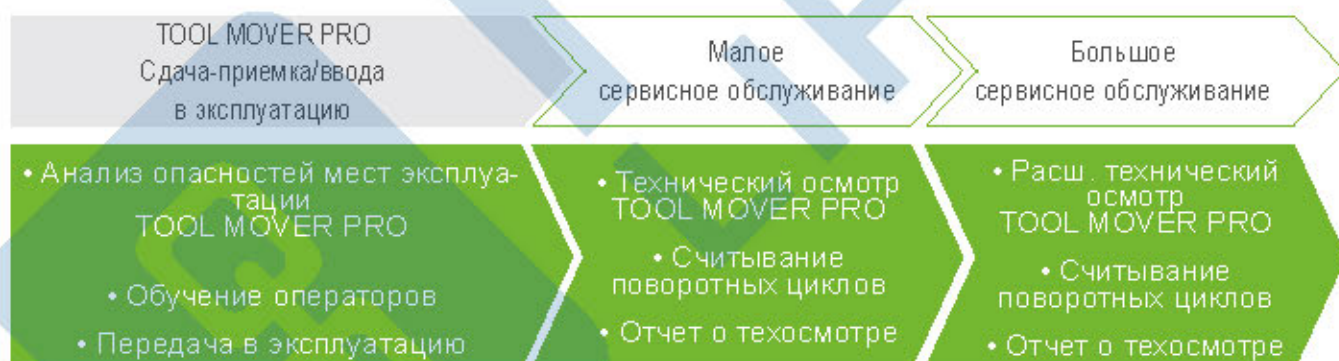 TOOL MOVER PRO
Сдача-приемка/ввода
в эксплуатацию
Малое
сервисное обслуживание
Большое
сервисное обслуживание
• Анализ опасностей мест эксплуа-
тации
TOOL MOVER PRO
• Обучение операторов
• Передача в эксплуатацию
• Технический осмотр
TOOL MOVER PRO
• Считывание
поворотных циклов
• Отчет о техосмотре
• Расш. технический
осмотр
TOOL MOVER PRO
• Считывание
поворотных циклов
• Отчет о техосмотре